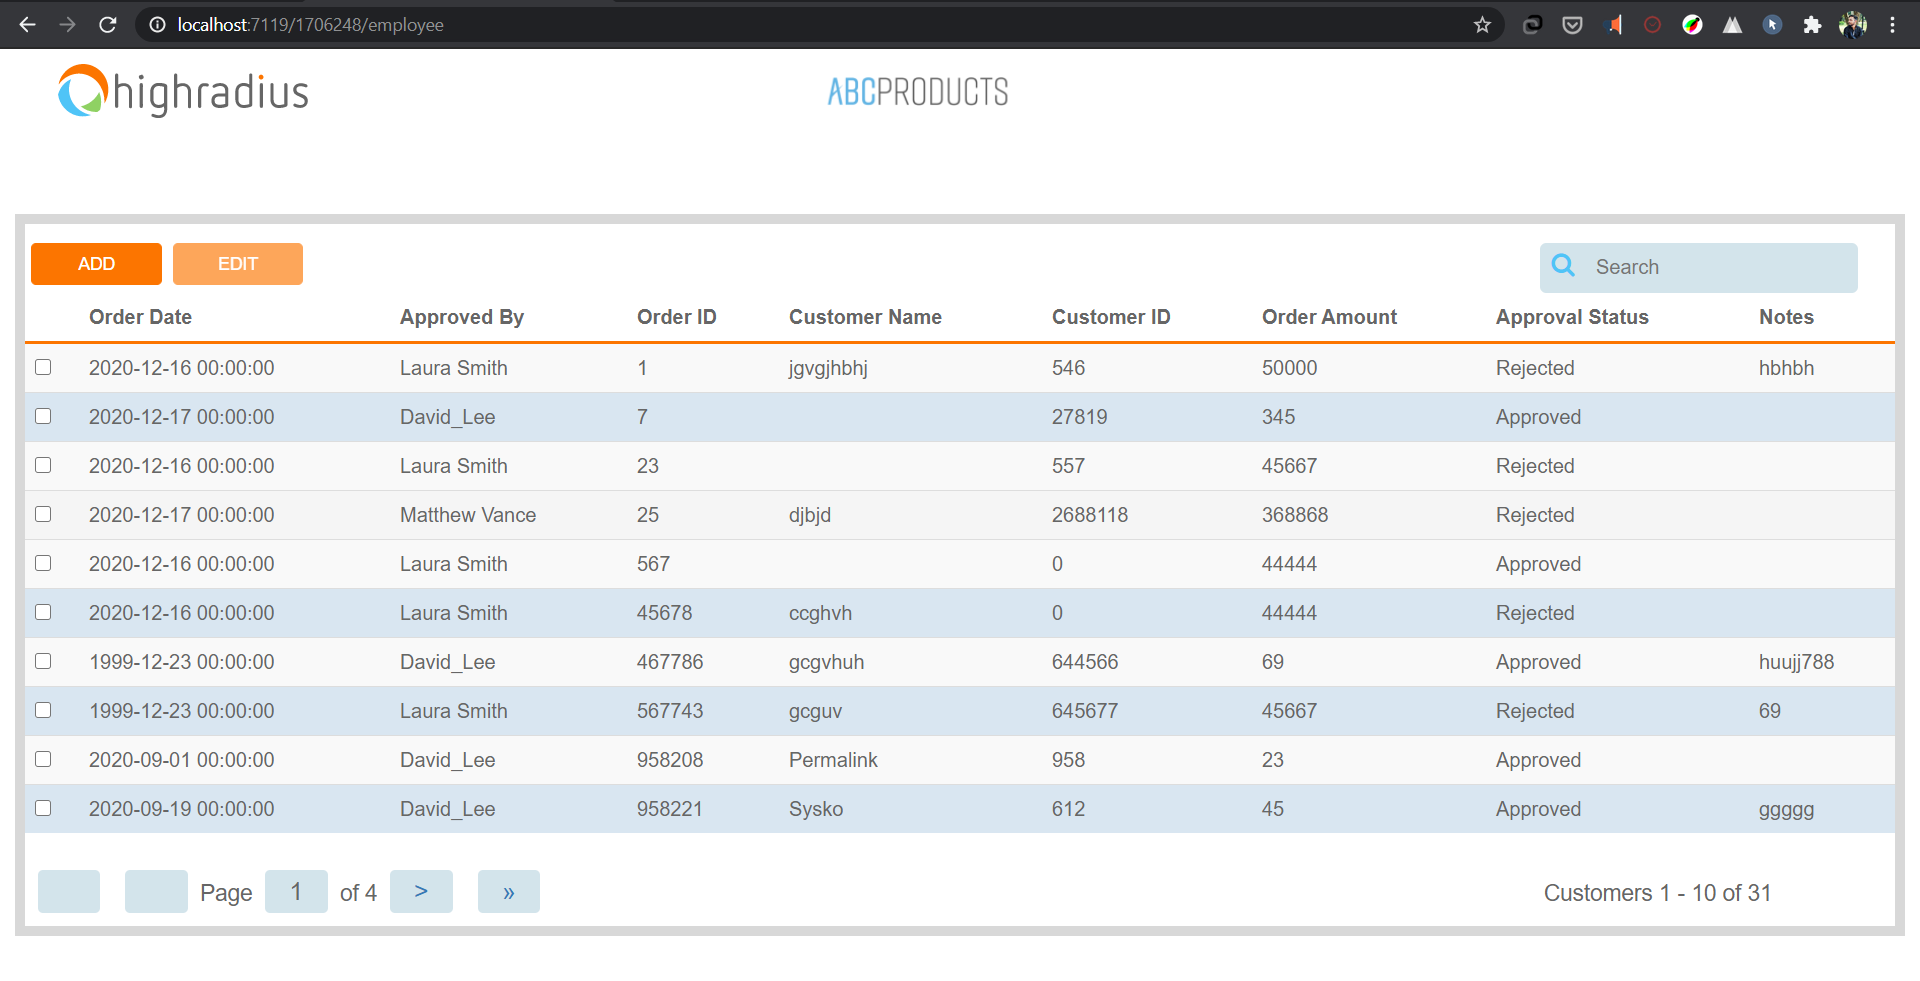 localhost:7119/1706248/employee
highradius ABCPRODUCTS
ADD EDIT Search
Order Date Approved By Order ID Customer Name Customer ID Order Amount Approval Status Notes
2020-12-16 00:00:00 Laura Smith 1 jgvgjhbhj 546 50000 Rejected hbhbh
2020-12-17 00:00:00 David_Lee 7 27819 345 Approved
2020-12-16 00:00:00 Laura Smith 23 557 45667 Rejected
2020-12-17 00:00:00 Matthew Vance 25 djbjd 2688118 368868 Rejected
2020-12-16 00:00:00 Laura Smith 567 0 44444 Approved
2020-12-16 00:00:00 Laura Smith 45678 ccghvh 0 44444 Rejected
1999-12-23 00:00:00 David_Lee 467786 gcgvhuh 644566 69 Approved huujj788
1999-12-23 00:00:00 Laura Smith 567743 gcguv 645677 45667 Rejected 69
2020-09-01 00:00:00 David_Lee 958208 Permalink 958 23 Approved
2020-09-19 00:00:00 David_Lee 958221 Sysko 612 45 Approved ggggg
Page 1 of 4 > » Customers 1 - 10 of 31